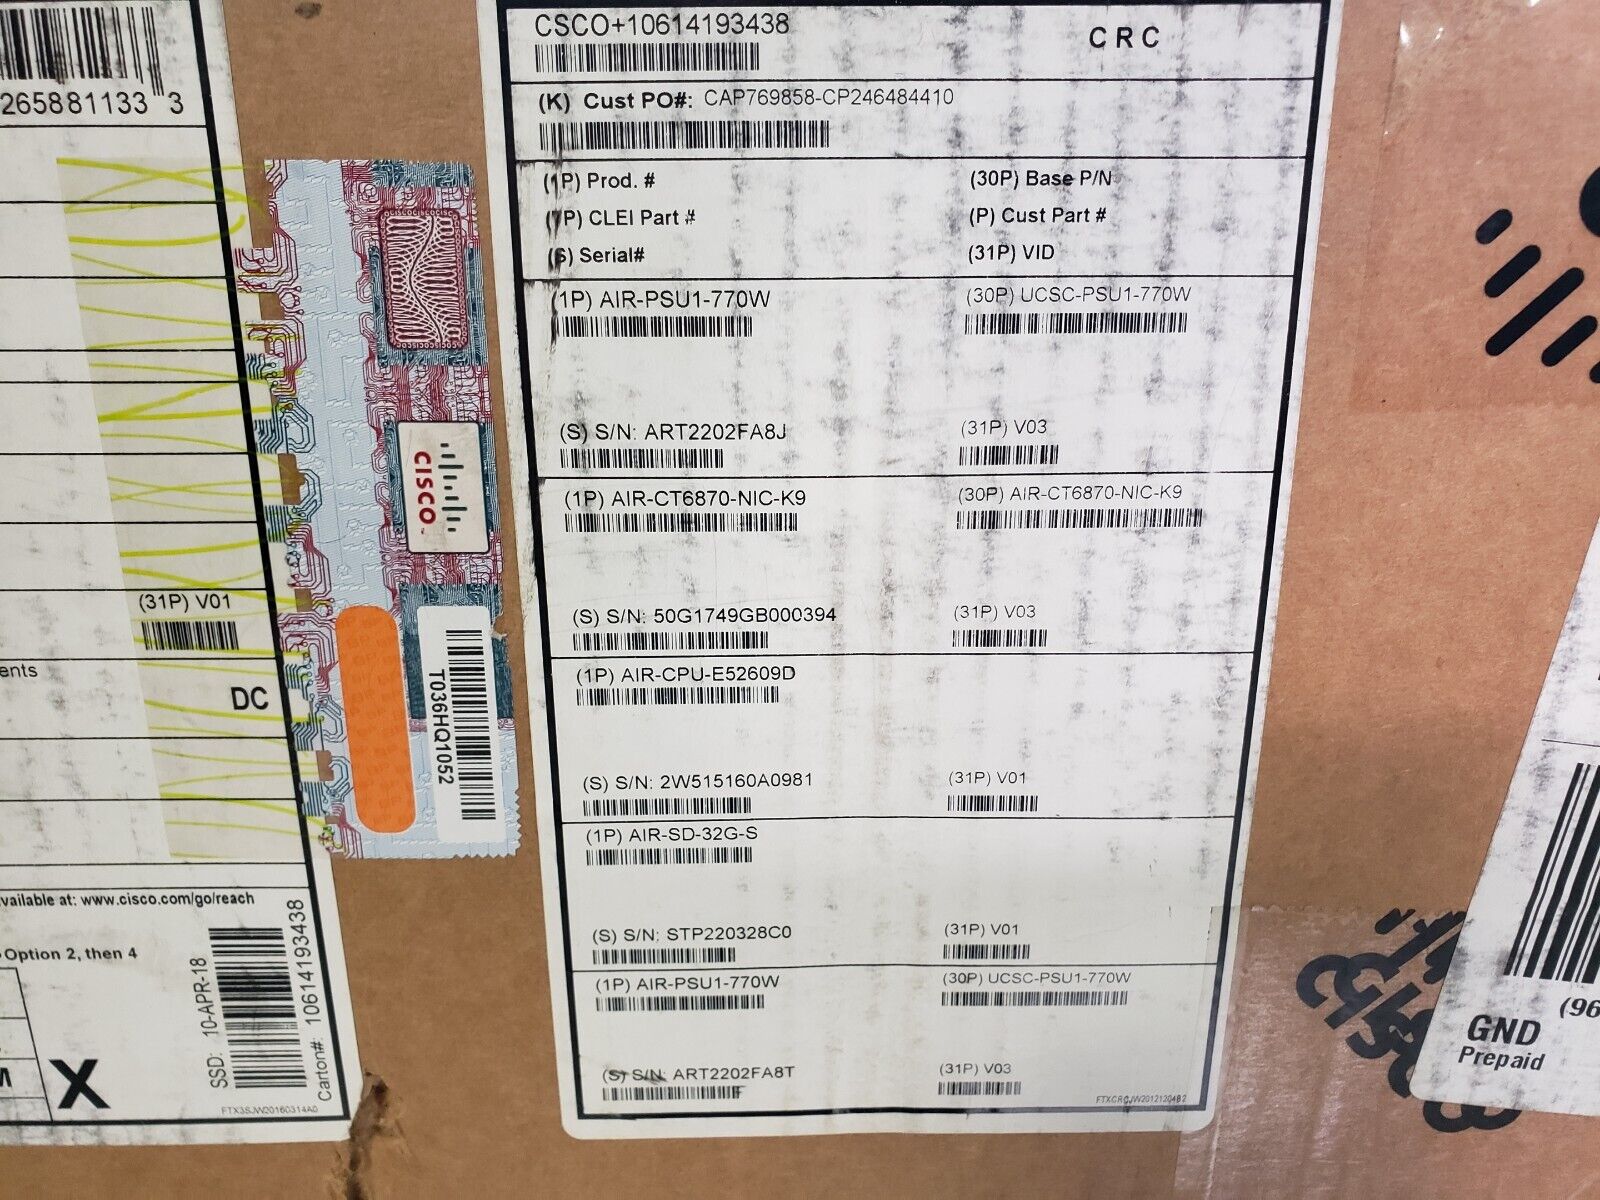 265881133 3
(31P) V01
ents
DC
vailable at: www.cisco.com/go/reach
Option 2, then 4
M
X
SSD: 10-APR-18
Carton#: 10614193438
FTX3SJW20160314A0
CISCO
T036HQ1052
CSCO+10614193438
CRC
(K) Cust PO#: CAP769858-CP246484410
(1P) Prod. # (30P) Base P/N
(7P) CLEI Part # (P) Cust Part #
(S) Serial# (31P) VID
(1P) AIR-PSU1-770W (30P) UCSC-PSU1-770W
(S) S/N: ART2202FA8J (31P) V03
(1P) AIR-CT6870-NIC-K9 (30P) AIR-CT6870-NIC-K9
(S) S/N: 50G1749GB000394 (31P) V03
(1P) AIR-CPU-E52609D
(S) S/N: 2W515160A0981 (31P) V01
(1P) AIR-SD-32G-S
(S) S/N: STP220328C0 (31P) V01
(1P) AIR-PSU1-770W (30P) UCSC-PSU1-770W
(S) S/N: ART2202FA8T (31P) V03
GND
Prepaid
(96